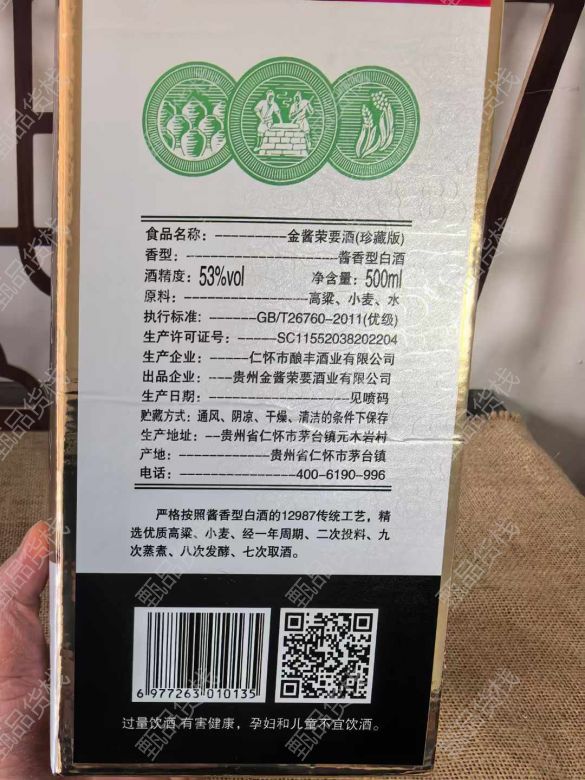 食品名称：----------金酱荣要酒(珍藏版)
香型：--------------------酱香型白酒
酒精度：53%vol 净含量：500ml
原料：----------------高粱、小麦、水
执行标准：-------GB/T26760-2011(优级)
生产许可证号：-----SC11552038202204
生产企业：-----仁怀市酿丰酒业有限公司
出品企业：---贵州金酱荣要酒业有限公司
生产日期：--------------------见喷码
贮藏方式：通风、阴凉、干燥、清洁的条件下保存
生产地址：--贵州省仁怀市茅台镇元木岩村
产地：-------------贵州省仁怀市茅台镇
电话：----------------400-6190-996
严格按照酱香型白酒的12987传统工艺，精
选优质高粱、小麦、经一年周期、二次投料、九
次蒸煮、八次发酵、七次取酒。
6 977263 010135
过量饮酒 有害健康，孕妇和儿童不宜饮酒。
甄品货栈